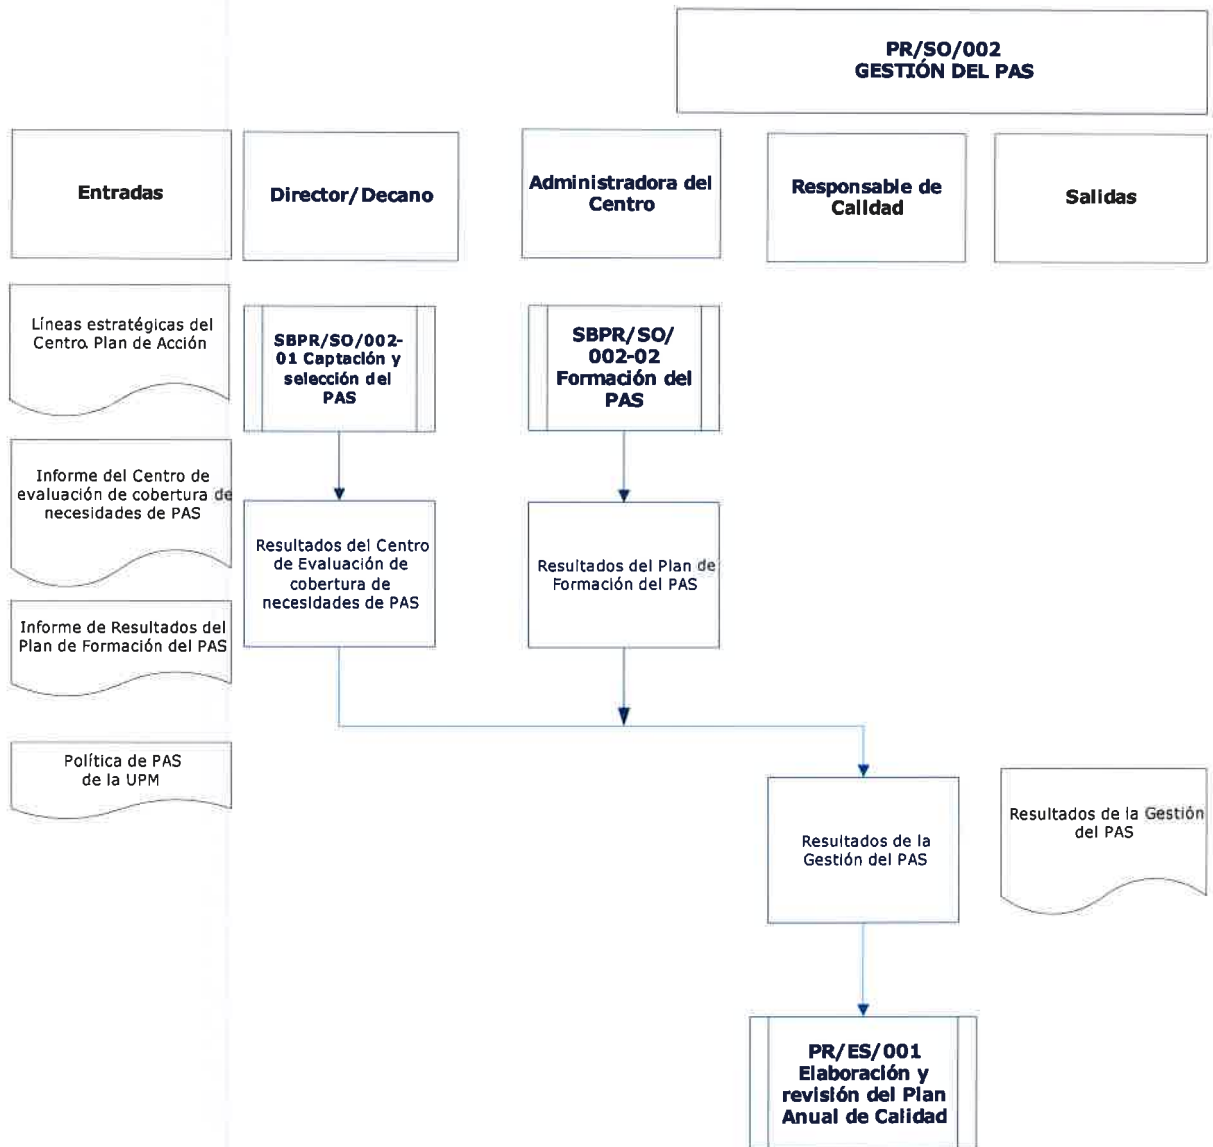 PR/SO/002
GESTIÓN DEL PAS
Entradas
Director/Decano
Administradora del
Centro
Responsable de
Calidad
Salidas
Líneas estratégicas del
Centro. Plan de Acción
SBPR/SO/002-
01 Captación y
selección del
PAS
SBPR/SO/
002-02
Formación del
PAS
Informe del Centro de
evaluación de cobertura de
necesidades de PAS
Resultados del Centro
de Evaluación de
cobertura de
necesidades de PAS
Resultados del Plan de
Formación del PAS
Informe de Resultados del
Plan de Formación del PAS
Política de PAS
de la UPM
Resultados de la
Gestión del PAS
Resultados de la Gestión
del PAS
PR/ES/001
Elaboración y
revisión del Plan
Anual de Calidad